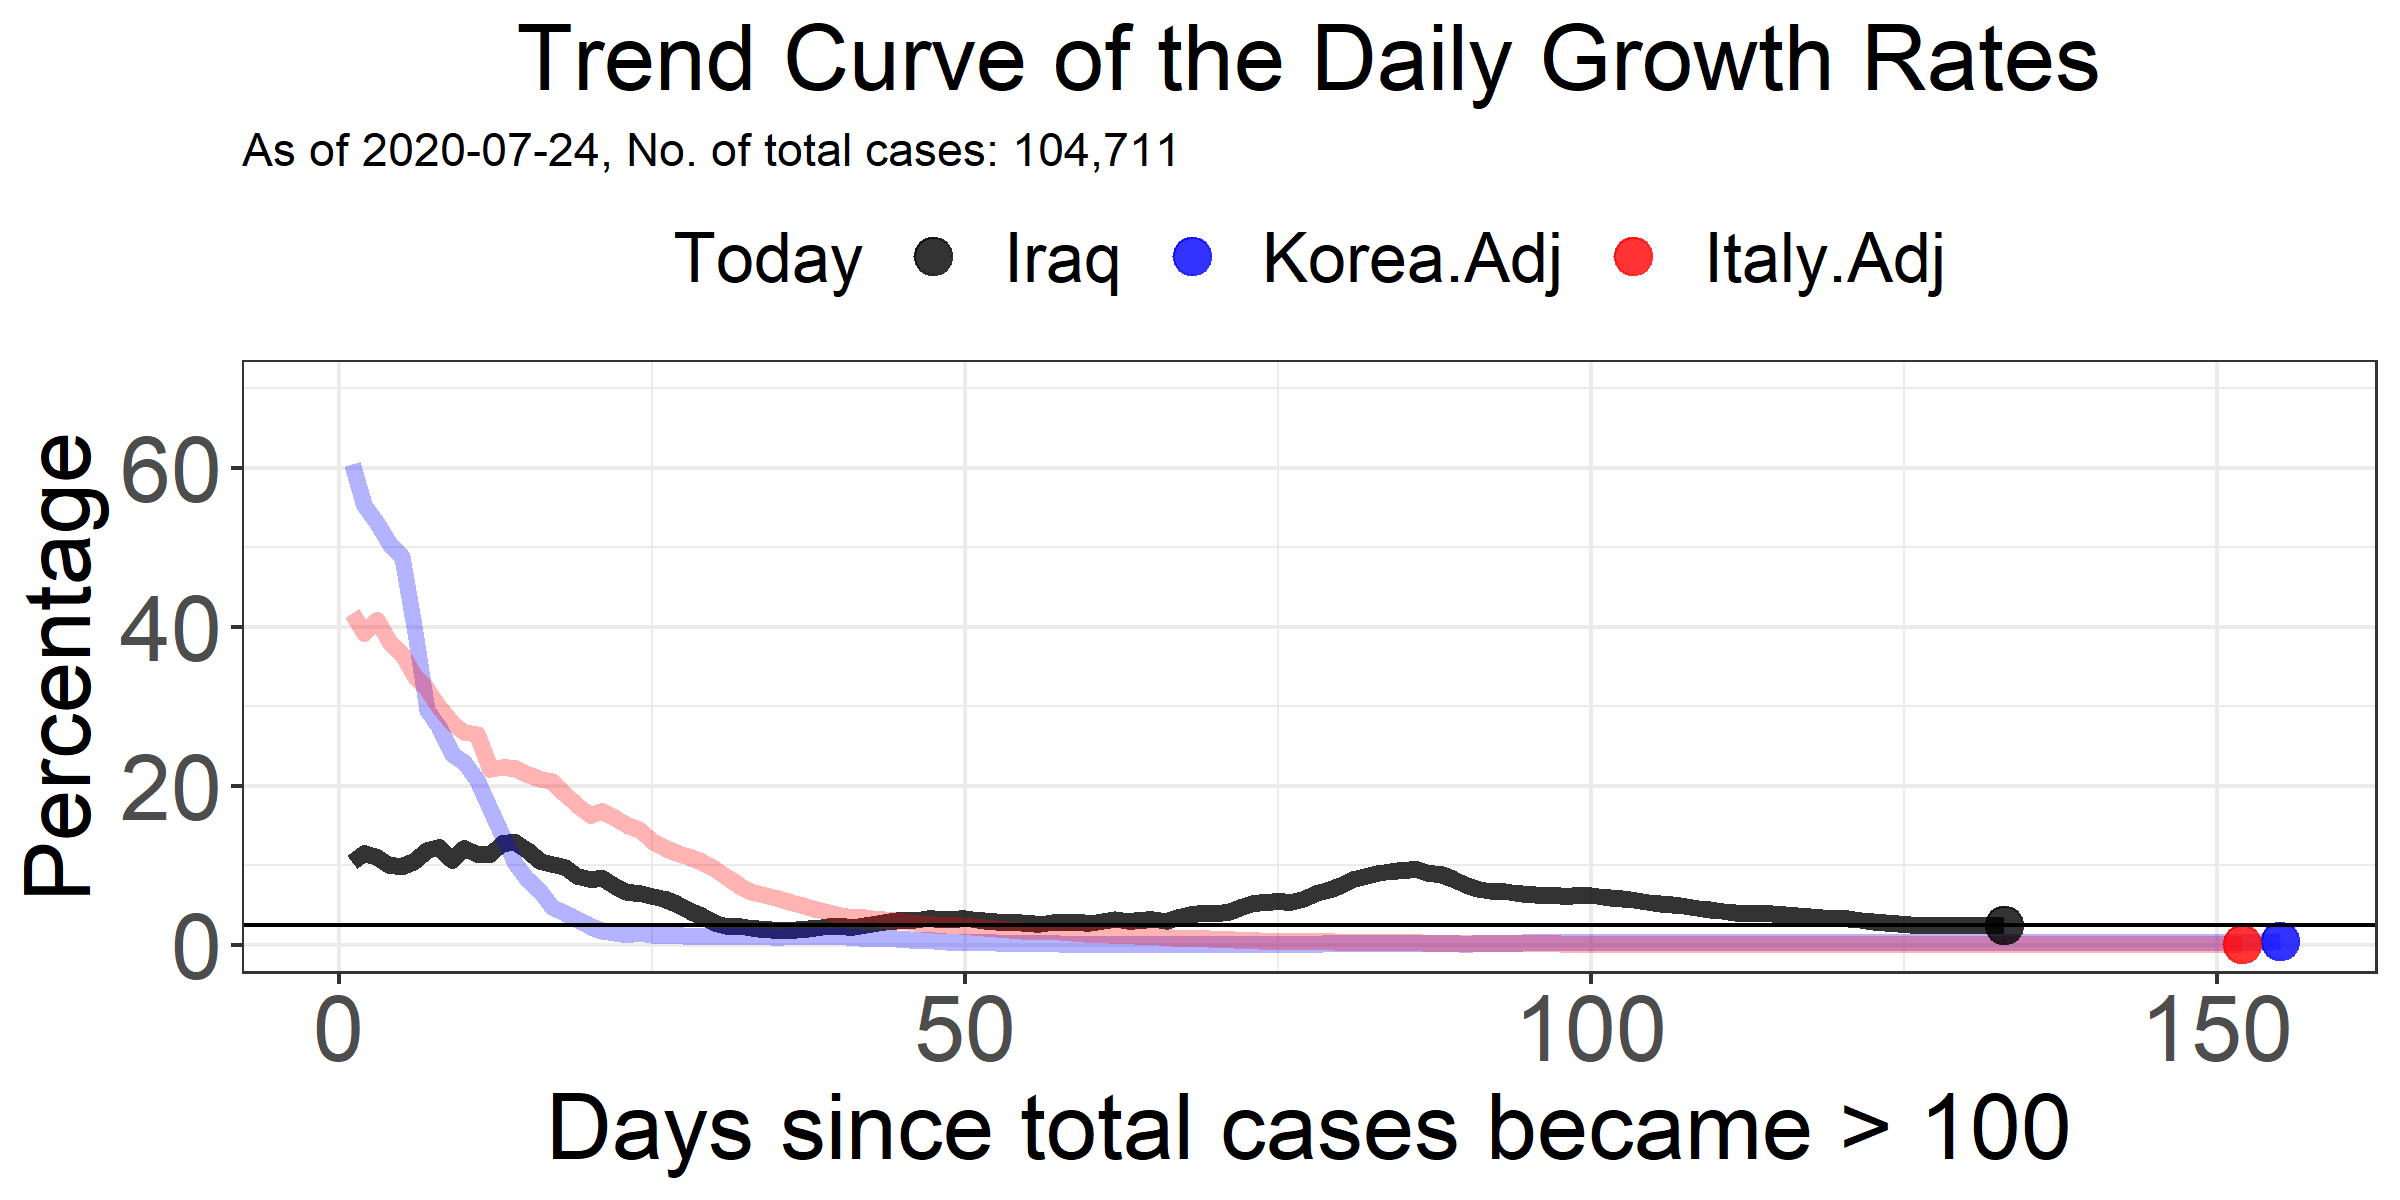 Trend Curve of the Daily Growth Rates
As of 2020-07-24, No. of total cases: 104,711
Today Iraq Korea.Adj Italy.Adj
Percentage
60
40
20
0
0 50 100 150
Days since total cases became > 100